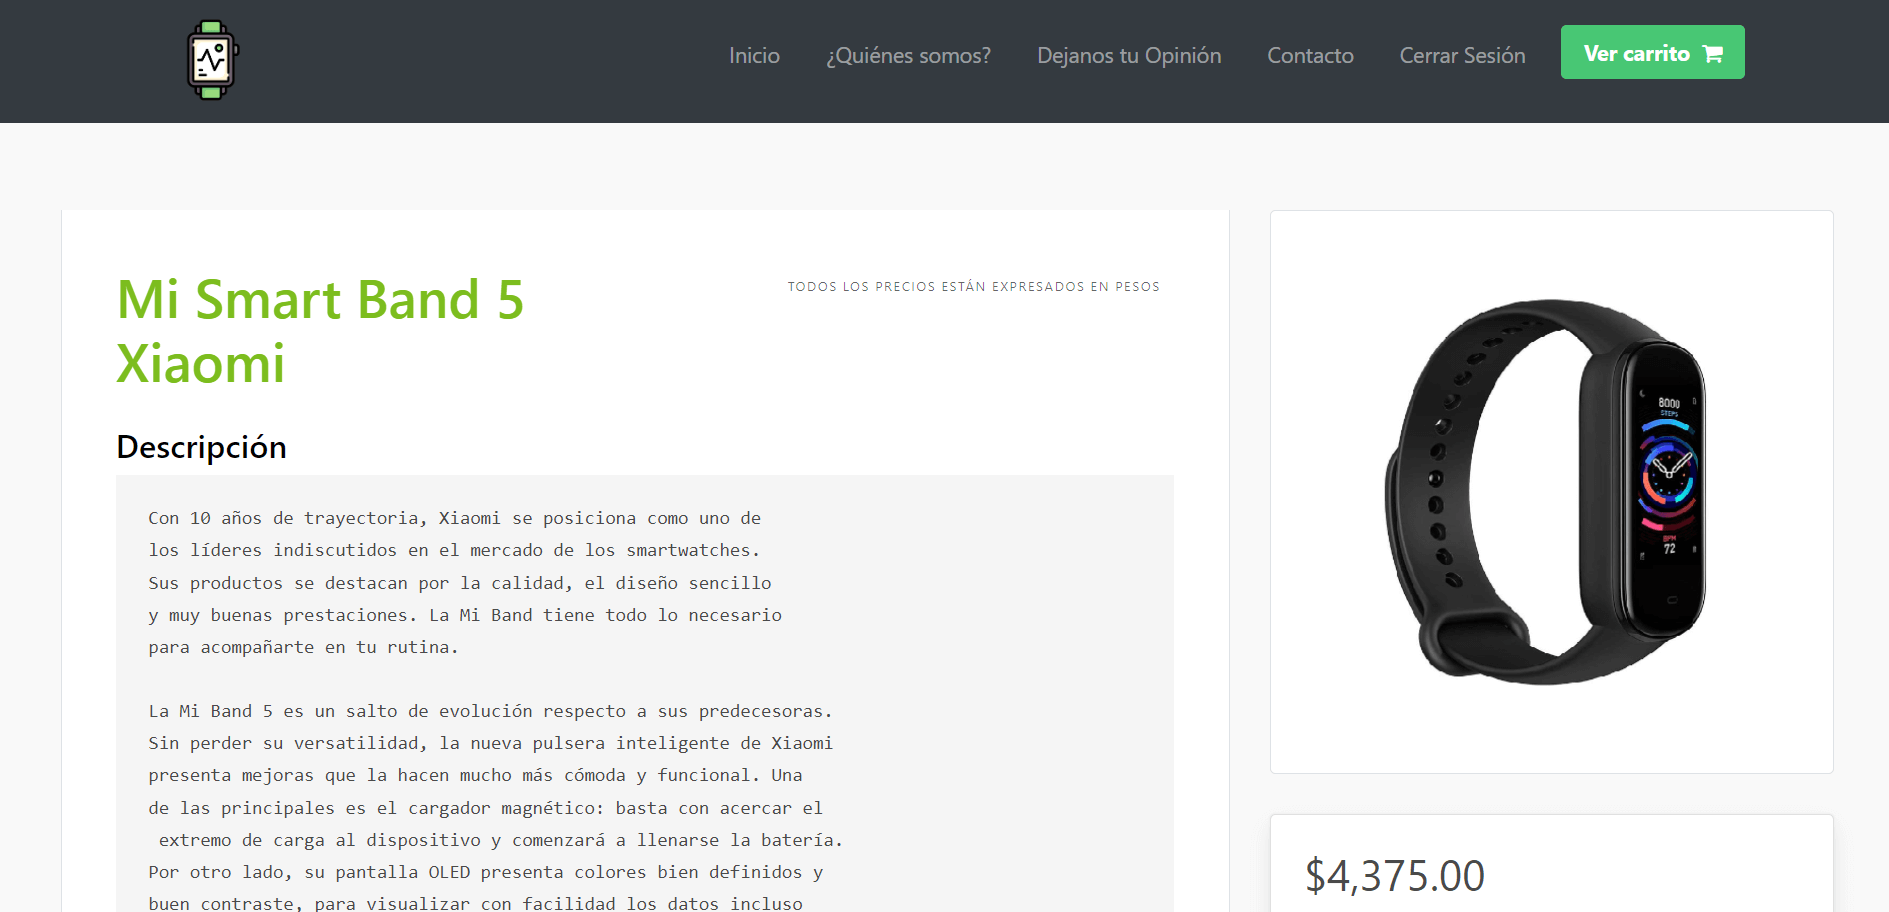 Inicio
¿Quiénes somos?
Dejanos tu Opinión
Contacto
Cerrar Sesión
Ver carrito
Mi Smart Band 5
Xiaomi
TODOS LOS PRECIOS ESTÁN EXPRESADOS EN PESOS
Descripción
Con 10 años de trayectoria, Xiaomi se posiciona como uno de
los líderes indiscutidos en el mercado de los smartwatches.
Sus productos se destacan por la calidad, el diseño sencillo
y muy buenas prestaciones. La Mi Band tiene todo lo necesario
para acompañarte en tu rutina.
La Mi Band 5 es un salto de evolución respecto a sus predecesoras.
Sin perder su versatilidad, la nueva pulsera inteligente de Xiaomi
presenta mejoras que la hacen mucho más cómoda y funcional. Una
de las principales es el cargador magnético: basta con acercar el
extremo de carga al dispositivo y comenzará a llenarse la batería.
Por otro lado, su pantalla OLED presenta colores bien definidos y
buen contraste, para visualizar con facilidad los datos incluso
8000
STEPS
BPM
72
$4,375.00